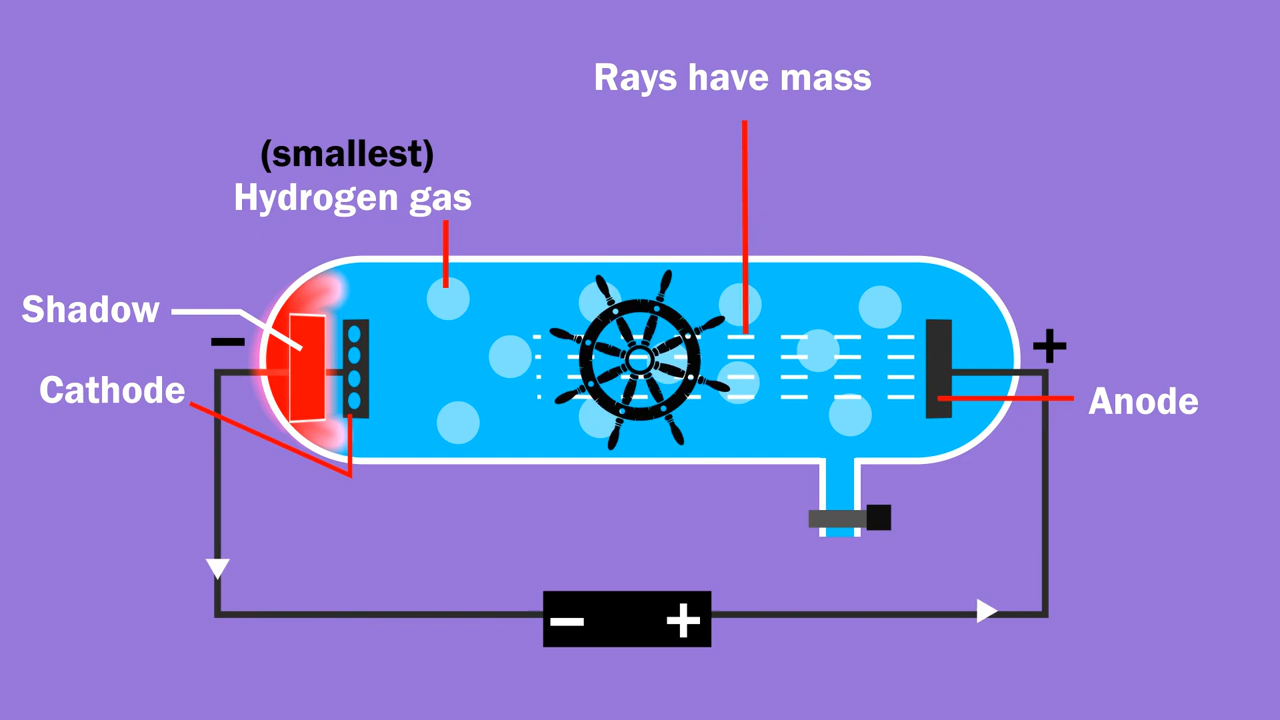 Rays have mass
(smallest)
Hydrogen gas
Shadow
−
+
Cathode
Anode
− +